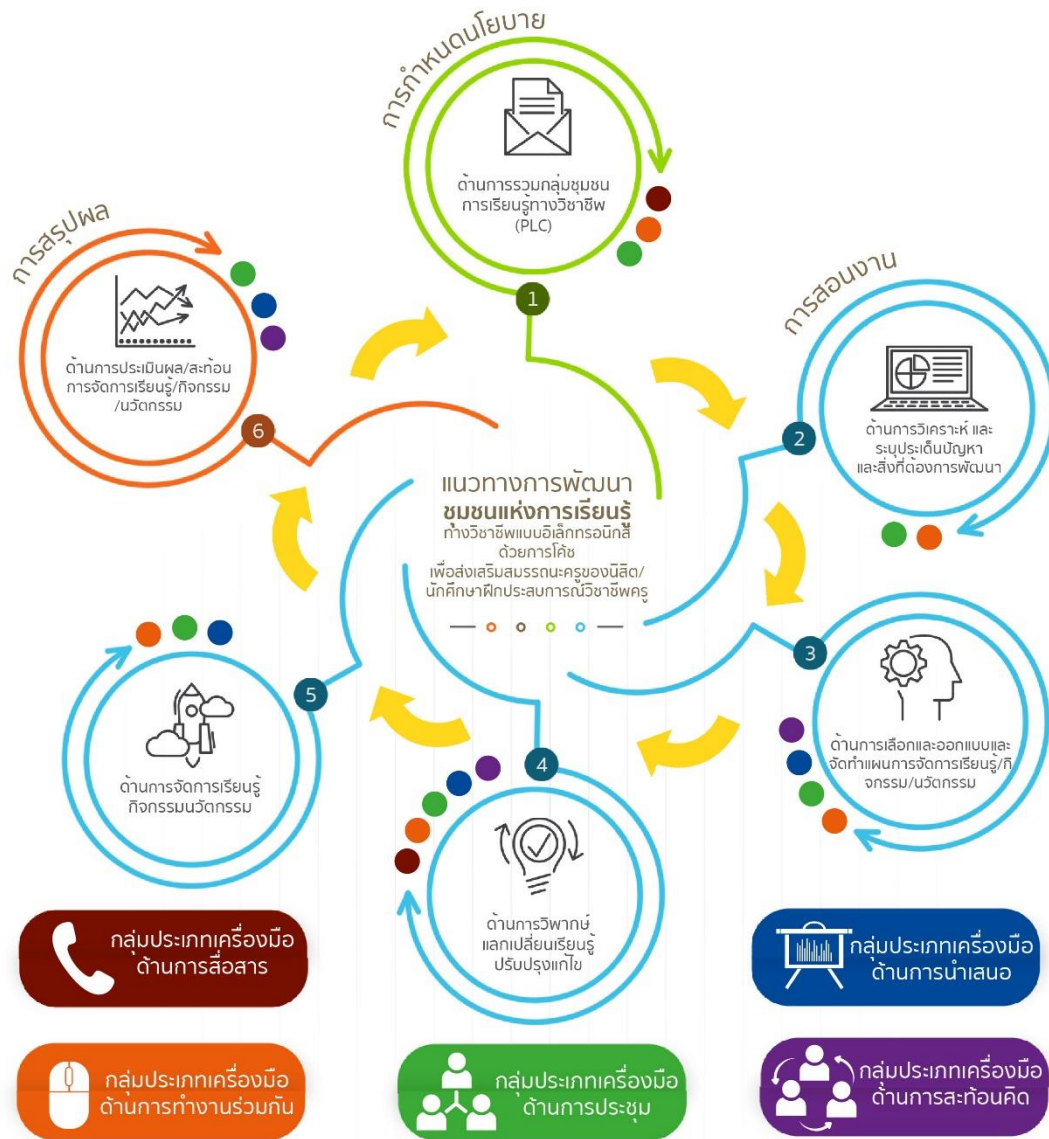 การกำหนดนโยบาย
ด้านการรวมกลุ่มชุมชน
การเรียนรู้ทางวิชาชีพ
(PLC)
1
การสอนงาน
ด้านการวิเคราะห์ และ
ระบุประเด็นปัญหา
และสิ่งที่ต้องการพัฒนา
2
ด้านการเลือกและออกแบบและ
จัดทำแผนการจัดการเรียนรู้/กิ
จกรรม/นวัตกรรม
3
ด้านการวิพากษ์
แลกเปลี่ยนเรียนรู้
ปรับปรุงแก้ไข
4
ด้านการจัดการเรียนรู้
กิจกรรมนวัตกรรม
5
การสรุปผล
ด้านการประเมินผล/สะท้อน
การจัดการเรียนรู้/กิจกรรม
/นวัตกรรม
6
แนวทางการพัฒนา
ชุมชนแห่งการเรียนรู้
ทางวิชาชีพแบบอิเล็กทรอนิกส์
ด้วยการโค้ช
เพื่อส่งเสริมสมรรถนะครูของนิสิต/
นักศึกษาฝึกประสบการณ์วิชาชีพครู
กลุ่มประเภทเครื่องมือ
ด้านการสื่อสาร
กลุ่มประเภทเครื่องมือ
ด้านการนำเสนอ
กลุ่มประเภทเครื่องมือ
ด้านการทำงานร่วมกัน
กลุ่มประเภทเครื่องมือ
ด้านการประชุม
กลุ่มประเภทเครื่องมือ
ด้านการสะท้อนคิด